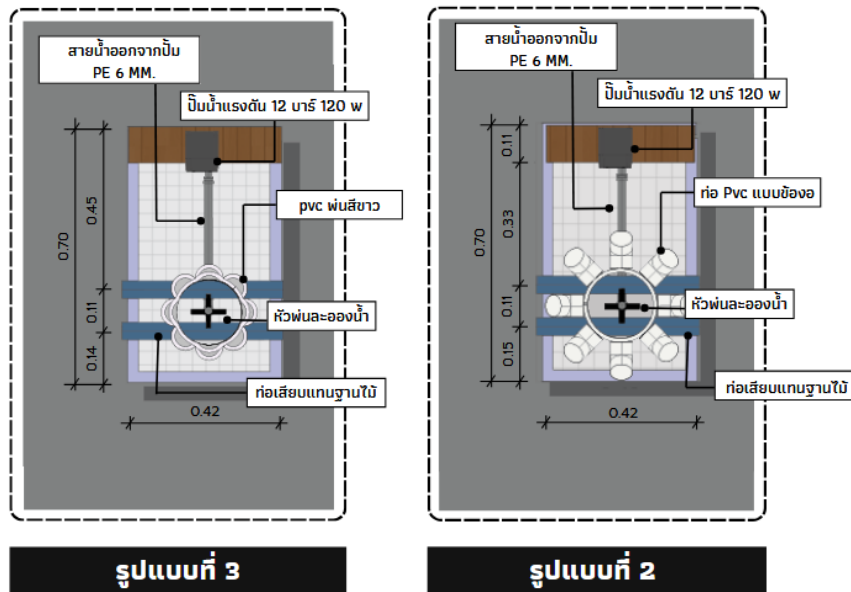 สายน้ำออกจากปั้ม
PE 6 MM.
ปั๊มน้ำแรงดัน 12 บาร์ 120 w
pvc พ่นสีขาว
หัวพ่นละอองน้ำ
ท่อเสียบแทนฐานไม้
0.70
0.45
0.11
0.14
0.42
รูปแบบที่ 3
สายน้ำออกจากปั้ม
PE 6 MM.
ปั๊มน้ำแรงดัน 12 บาร์ 120 w
ท่อ Pvc แบบข้องอ
หัวพ่นละอองน้ำ
ท่อเสียบแทนฐานไม้
0.70
0.11
0.33
0.11
0.15
0.42
รูปแบบที่ 2